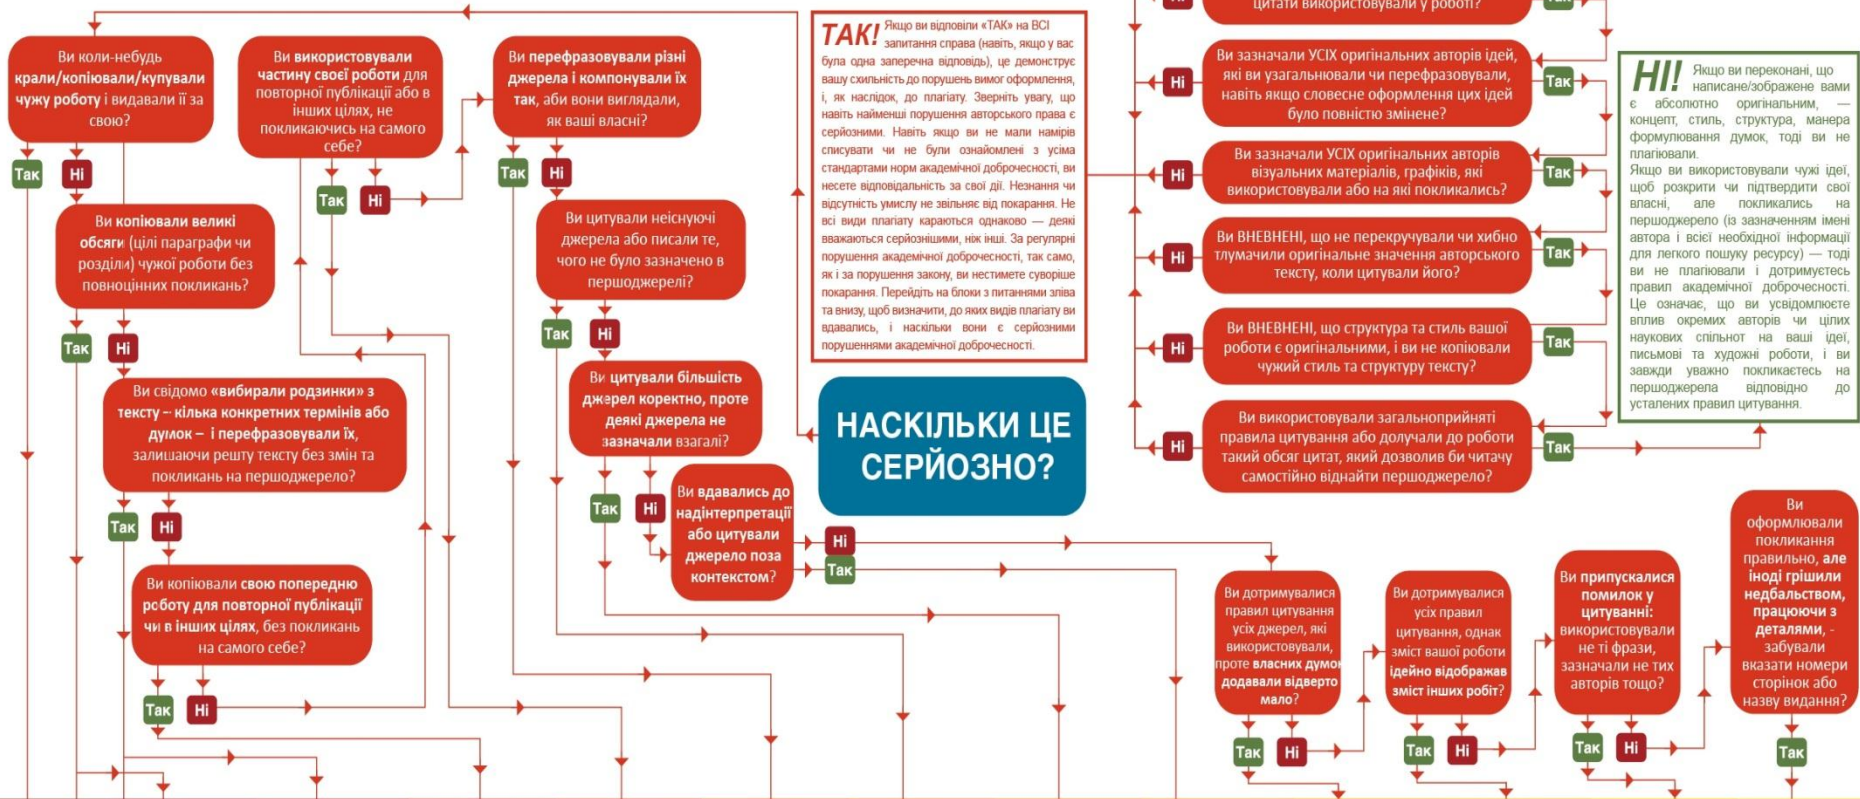 Ви коли-небудь
крали/копіювали/купували
чужу роботу і видавали її за
свою?
Так
Ні
Ви копіювали великі
обсяги (цілі параграфи чи
розділи) чужої роботи без
повноцінних покликань?
Так
Ні
Ви свідомо «вибирали родзинки» з
тексту – кілька конкретних термінів або
думок – і перефразовували їх,
залишаючи решту тексту без змін та
покликань на першоджерело?
Так
Ні
Ви копіювали свою попередню
роботу для повторної публікації
чи в інших цілях, без покликань
на самого себе?
Так
Ні
Ви використовували
частину своєї роботи для
повторної публікації або в
інших цілях, не
покликаючись на самого
себе?
Так
Ні
Ви перефразовували різні
джерела і компонували їх
так, аби вони виглядали,
як ваші власні?
Так
Ні
Ви цитували неіснуючі
джерела або писали те,
чого не було зазначено в
першоджерелі?
Так
Ні
Ви цитували більшість
джерел коректно, проте
деякі джерела не
зазначали взагалі?
Так
Ні
Ви вдавались до
надінтерпретації
або цитували
джерело поза
контекстом?
Ні
Так
ТАК! Якщо ви відповіли «ТАК» на ВСІ
запитання справа (навіть, якщо у вас
була одна заперечна відповідь), це демонструє
вашу схильність до порушень вимог оформлення,
і, як наслідок, до плагіату. Зверніть увагу, що
навіть найменші порушення авторського права є
серйозними. Навіть якщо ви не мали намірів
списувати чи не були ознайомлені з усіма
стандартами норм академічної доброчесності, ви
несете відповідальність за свої дії. Незнання чи
відсутність умислу не звільняє від покарання. Не
всі види плагіату караються однаково — деякі
вважаються серйознішими, ніж інші. За регулярні
порушення академічної доброчесності, так само,
як і за порушення закону, ви нестимете суворіше
покарання. Перейдіть на блоки з питаннями зліва
та внизу, щоб визначити, до яких видів плагіату ви
вдавались, і наскільки вони є серйозними
порушеннями академічної доброчесності.
НАСКІЛЬКИ ЦЕ
СЕРЙОЗНО?
цитати використовували у роботі?
Ні
Так
Ви зазначали УСІХ оригінальних авторів ідей,
які ви узагальнювали чи перефразовували,
навіть якщо словесне оформлення цих ідей
було повністю змінене?
Ні
Так
Ви зазначали УСІХ оригінальних авторів
візуальних матеріалів, графіків, які
використовували або на які покликались?
Ні
Так
Ви ВНЕВНЕНІ, що не перекручували чи хибно
тлумачили оригінальне значення авторського
тексту, коли цитували його?
Ні
Так
Ви ВНЕВНЕНІ, що структура та стиль вашої
роботи є оригінальними, і ви не копіювали
чужий стиль та структуру тексту?
Ні
Так
Ви використовували загальноприйняті
правила цитування або долучали до роботи
такий обсяг цитат, який дозволив би читачу
самостійно віднайти першоджерело?
Ні
Так
НІ! Якщо ви переконані, що
написане/зображене вами
є абсолютно оригінальним, —
концепт, стиль, структура, манера
формулювання думок, тоді ви не
плагіювали.
Якщо ви використовували чужі ідеї,
щоб розкрити чи підтвердити свої
власні, але покликались на
першоджерело (із зазначенням імені
автора і всієї необхідної інформації
для легкого пошуку ресурсу) — тоді
ви не плагіювали і дотримуєтесь
правил академічної доброчесності.
Це означає, що ви усвідомлюєте
вплив окремих авторів чи цілих
наукових спільнот на ваші ідеї,
письмові та художні роботи, і ви
завжди уважно покликаєтесь на
першоджерела відповідно до
усталених правил цитування.
Ви дотримувалися
правил цитування
усіх джерел, які
використовували,
проте власних думок
додавали відверто
мало?
Так
Ні
Ви дотримувалися
усіх правил
цитування, однак
зміст вашої роботи
ідейно відображав
зміст інших робіт?
Так
Ні
Ви припускалися
помилок у
цитуванні:
використовували
не ті фрази,
зазначали не тих
авторів тощо?
Так
Ні
Ви
оформлювали
покликання
правильно, але
іноді грішили
недбальством,
працюючи з
деталями, -
забували
вказати номери
сторінок або
назву видання?
Так